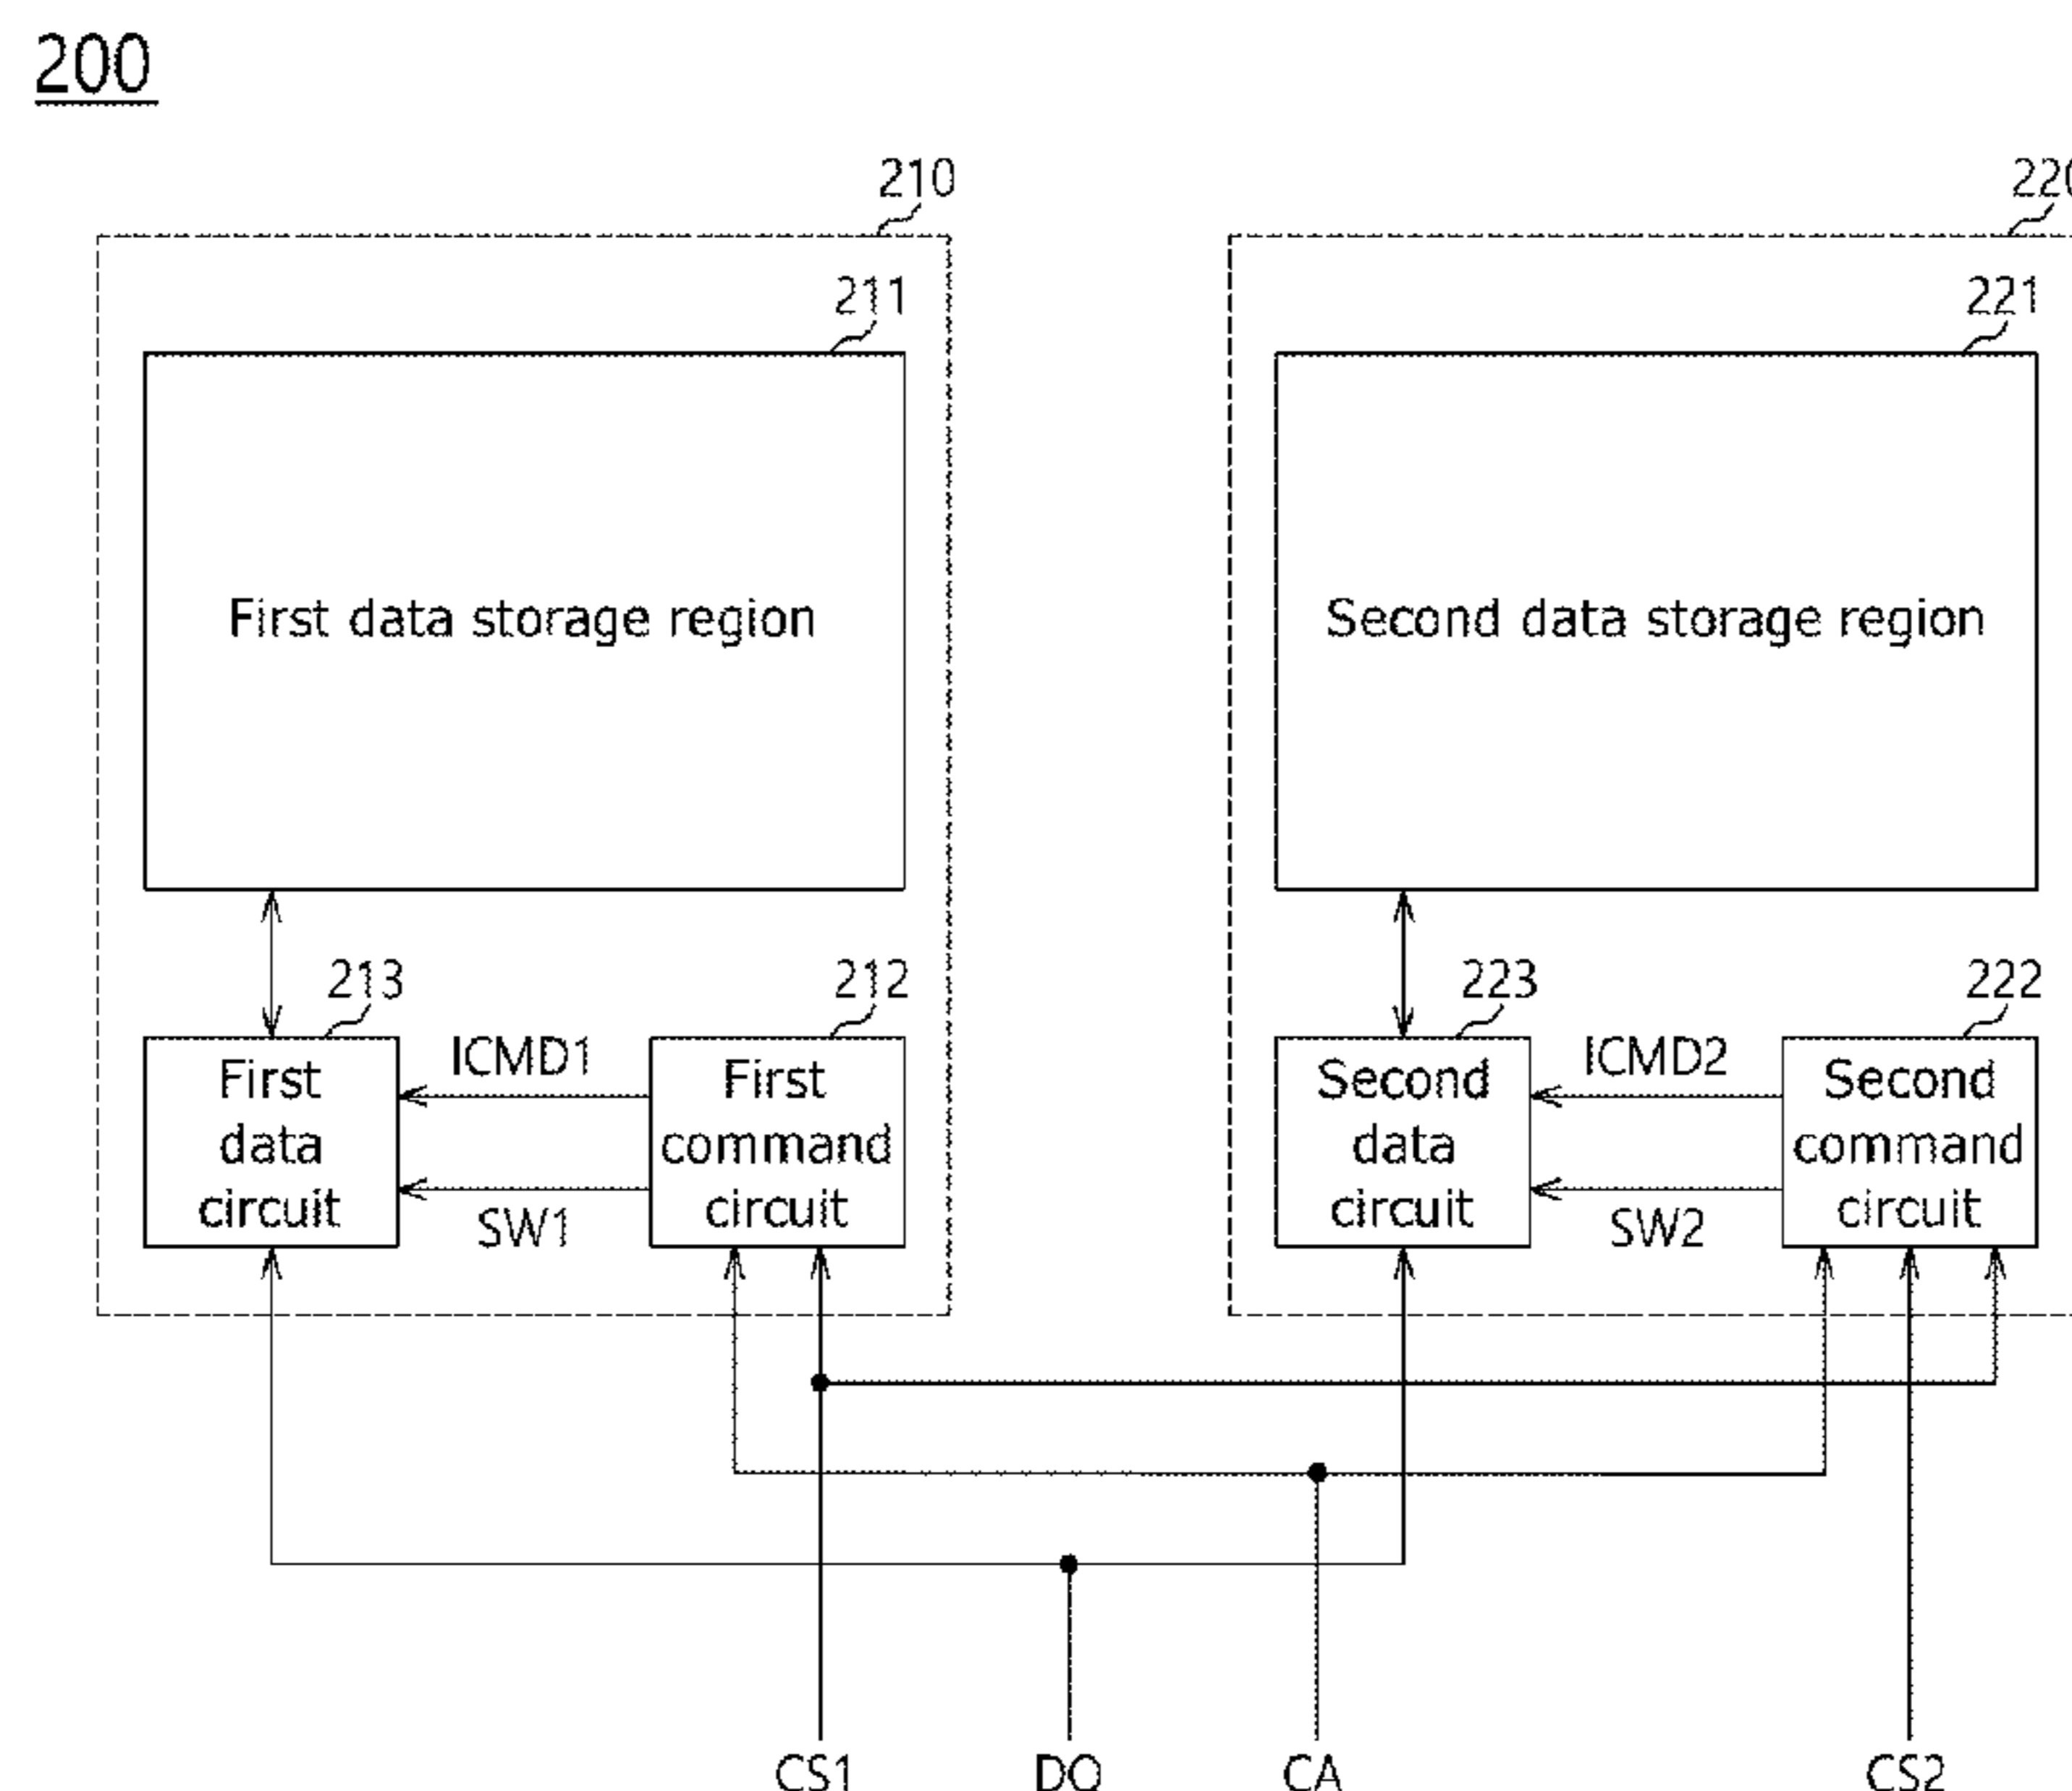 200
210
220
211
221
First data storage region
Second data storage region
213
212
223
222
First
data
circuit
ICMD1
SW1
First
command
circuit
Second
data
circuit
ICMD2
SW2
Second
command
circuit
CS1
DQ
CA
CS2